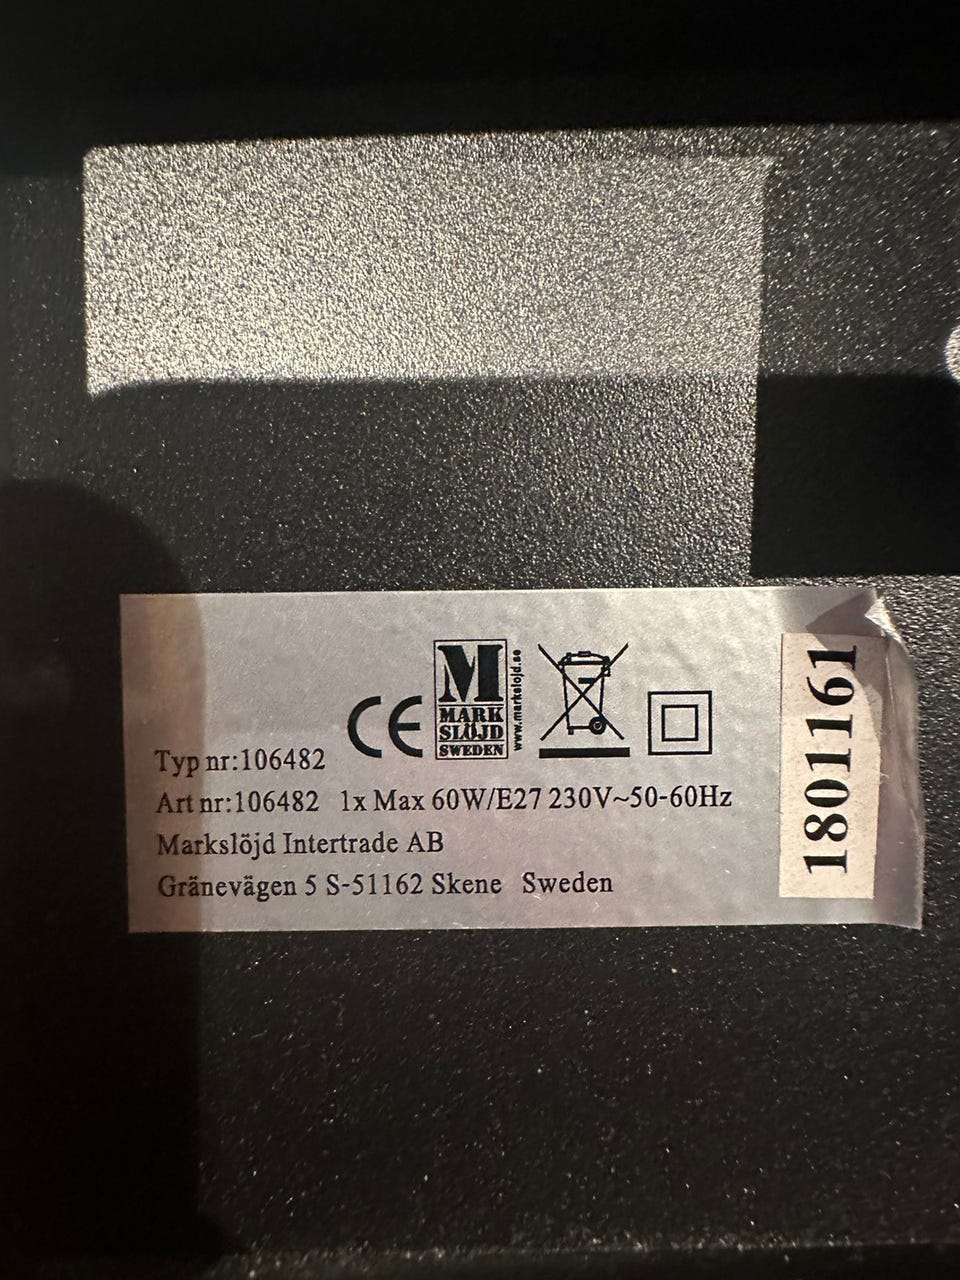 M
MARK
SLÖJD
SWEDEN
www.markslojd.se
CE
Typ nr:106482
Art nr:106482 1x Max 60W/E27 230V~50-60Hz
Markslöjd Intertrade AB
Gränevägen 5 S-51162 Skene Sweden
1801161